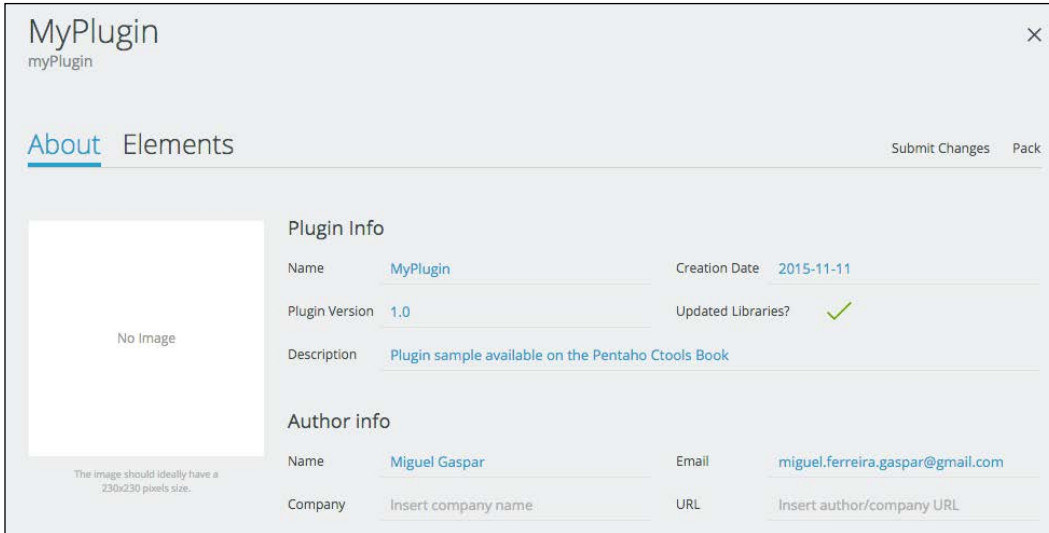 MyPlugin
myPlugin
About Elements
Submit Changes Pack
No Image
The image should ideally have a
230x230 pixels size.
Plugin Info
Name MyPlugin Creation Date 2015-11-11
Plugin Version 1.0 Updated Libraries?
Description Plugin sample available on the Pentaho Ctools Book
Author info
Name Miguel Gaspar Email miguel.ferreira.gaspar@gmail.com
Company Insert company name URL Insert author/company URL